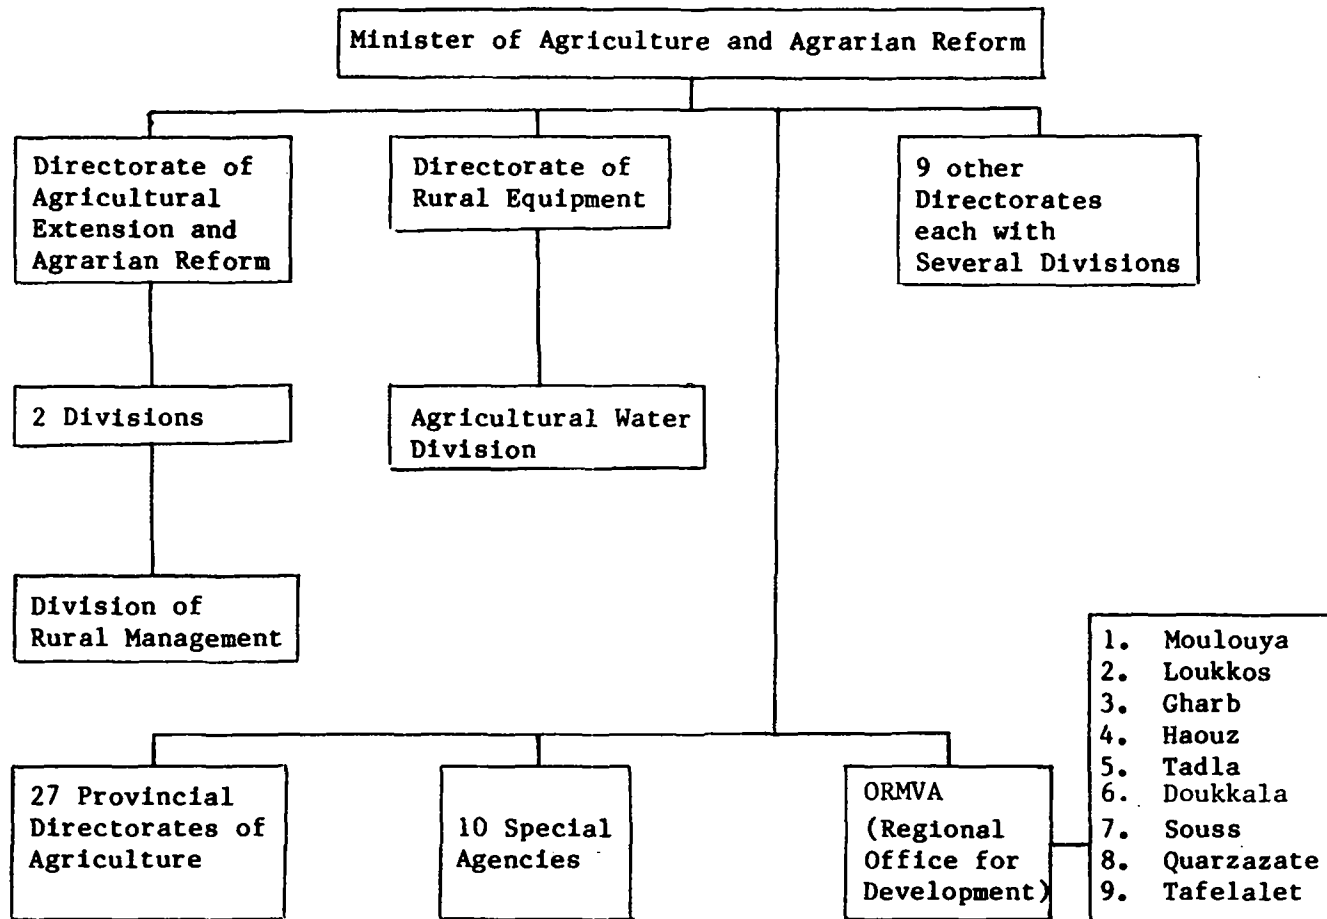 Minister of Agriculture and Agrarian Reform
Directorate of
Agricultural
Extension and
Agrarian Reform
Directorate of
Rural Equipment
9 other
Directorates
each with
Several Divisions
2 Divisions
Agricultural Water
Division
Division of
Rural Management
27 Provincial
Directorates of
Agriculture
10 Special
Agencies
ORMVA
(Regional
Office for
Development)
1. Moulouya
2. Loukkos
3. Gharb
4. Haouz
5. Tadla
6. Doukkala
7. Souss
8. Quarzazate
9. Tafelalet